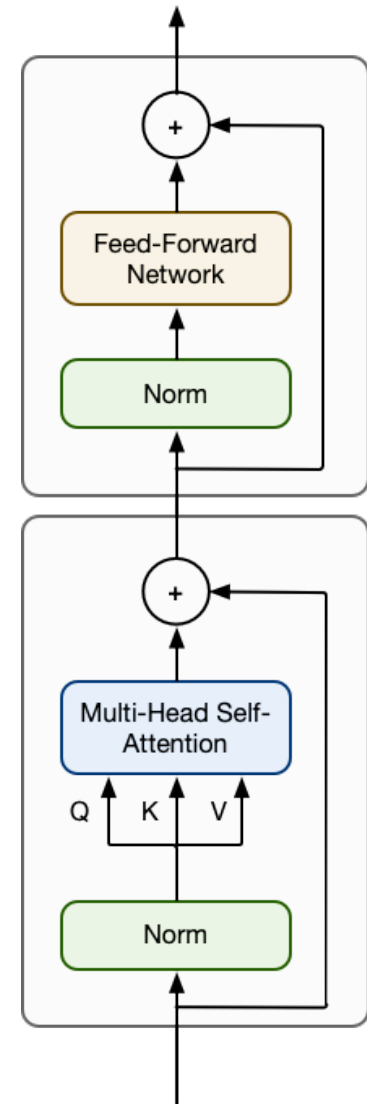 +
Feed-Forward
Network
Norm
+
Multi-Head Self-
Attention
Q K V
Norm